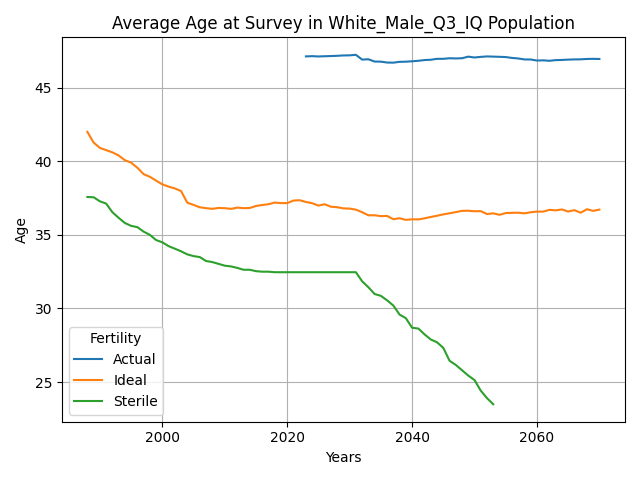 Average Age at Survey in White_Male_Q3_IQ Population
Age
45
40
35
30
25
Fertility
Actual
Ideal
Sterile
2000
2020
2040
2060
Years